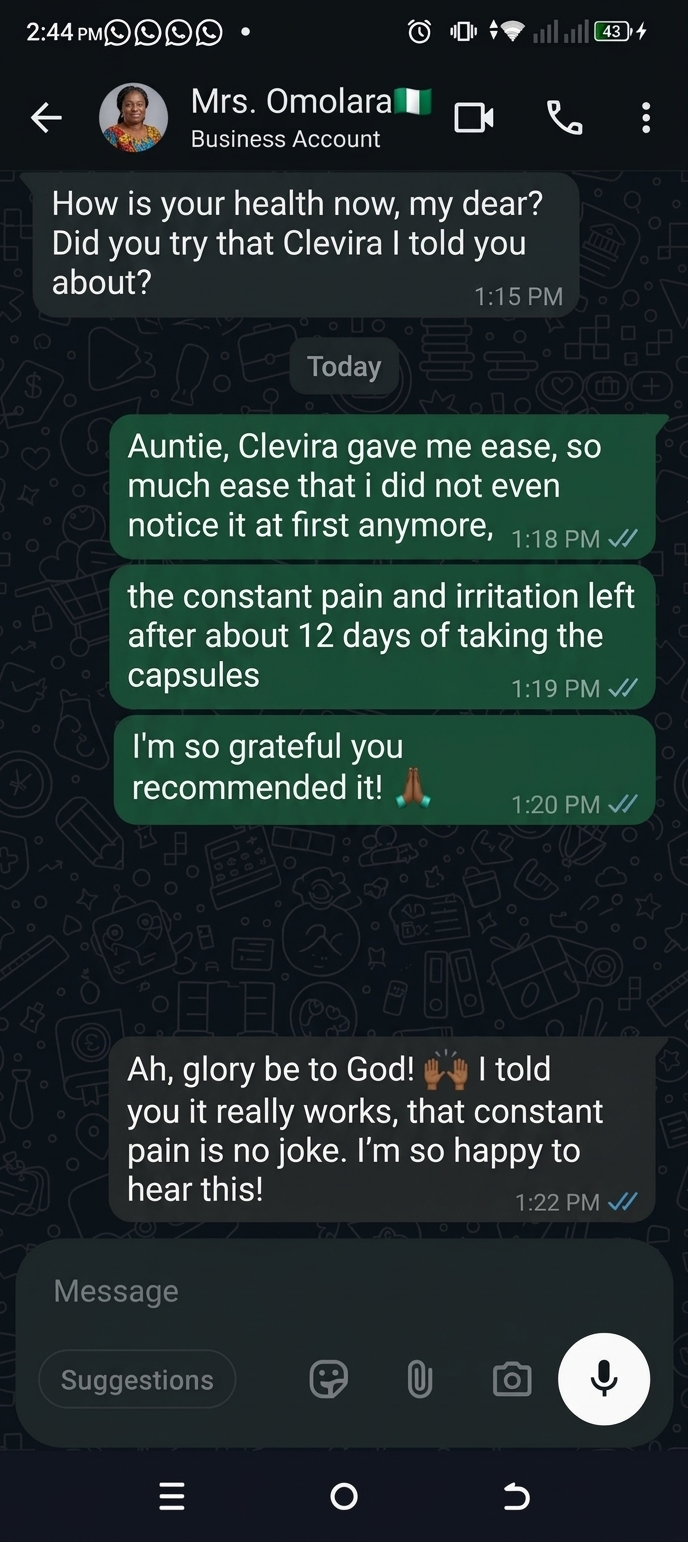 2:44 PM
43
Mrs. Omolara🇳🇬
Business Account
How is your health now, my dear?
Did you try that Clevira I told you
about?
1:15 PM
Today
Auntie, Clevira gave me ease, so
much ease that i did not even
notice it at first anymore,
1:18 PM
the constant pain and irritation left
after about 12 days of taking the
capsules
1:19 PM
I'm so grateful you
recommended it! 🙏🏾
1:20 PM
Ah, glory be to God! 🙌🏾 I told
you it really works, that constant
pain is no joke. I’m so happy to
hear this!
1:22 PM
Message
Suggestions